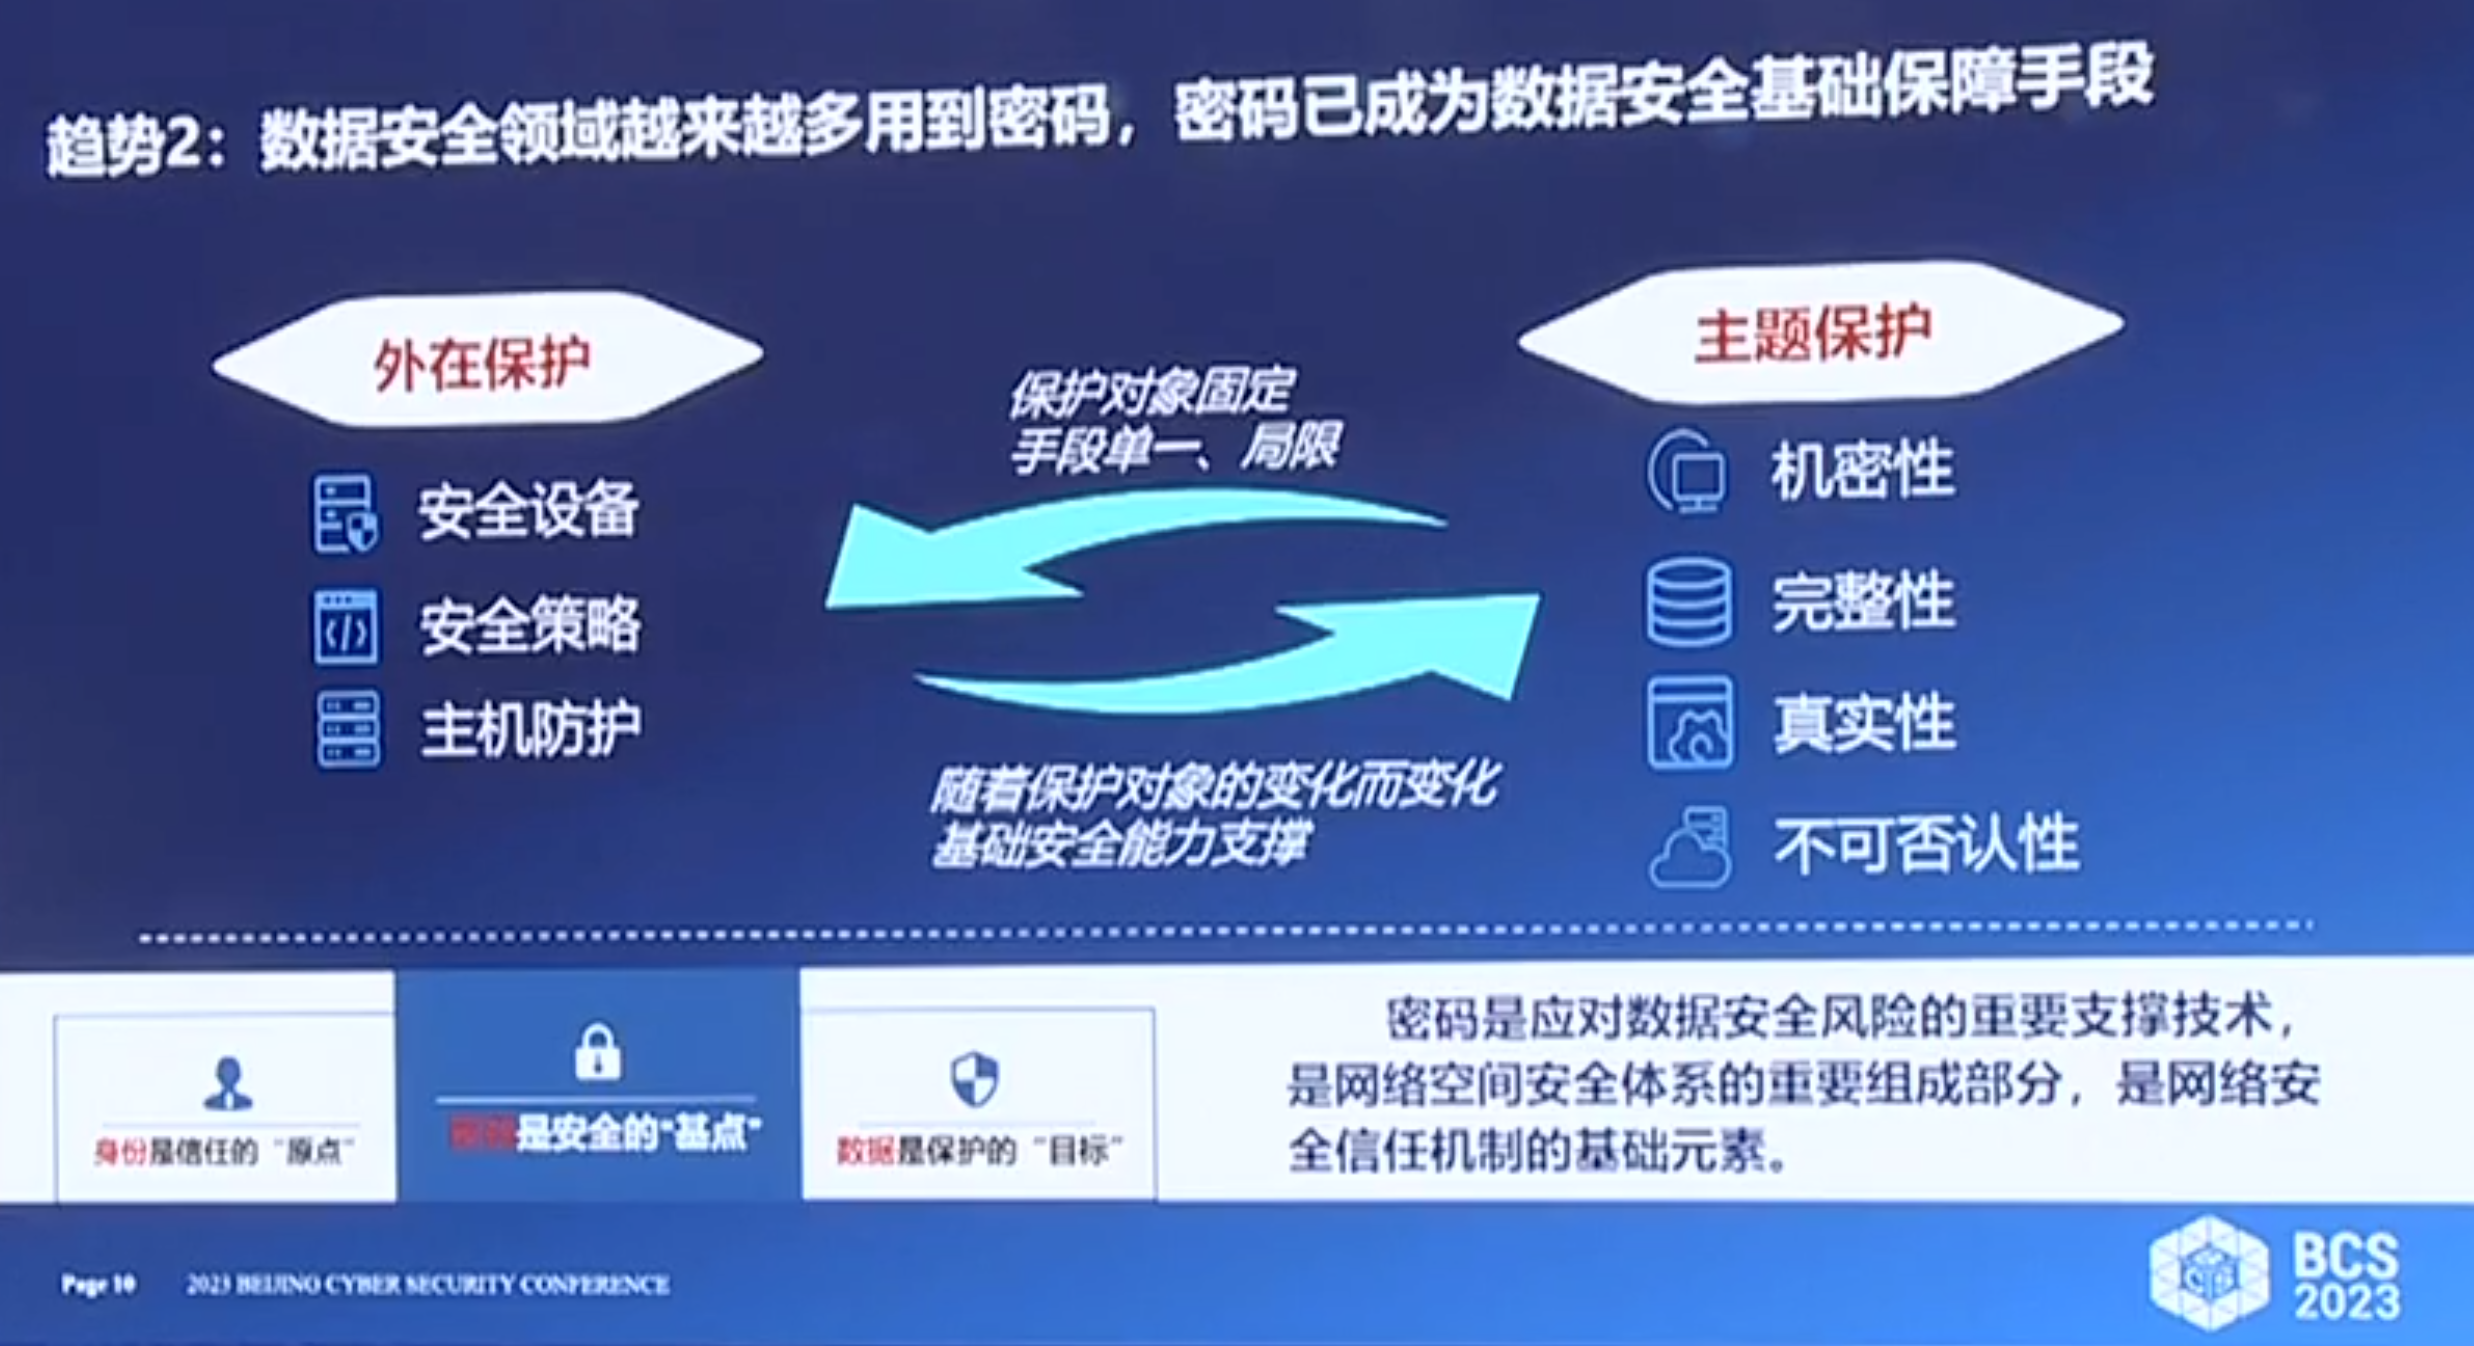 趋势2：数据安全领域越来越多用到密码，密码已成为数据安全基础保障手段
外在保护
安全设备
安全策略
主机防护
保护对象固定
手段单一、局限
随着保护对象的变化而变化
基础安全能力支撑
主题保护
机密性
完整性
真实性
不可否认性
身份是信任的“原点”
是安全的“基点”
数据是保护的“目标”
密码是应对数据安全风险的重要支撑技术，
是网络空间安全体系的重要组成部分，是网络安
全信任机制的基础元素。
Page 10
2023 BEIJING CYBER SECURITY CONFERENCE
BCS
2023